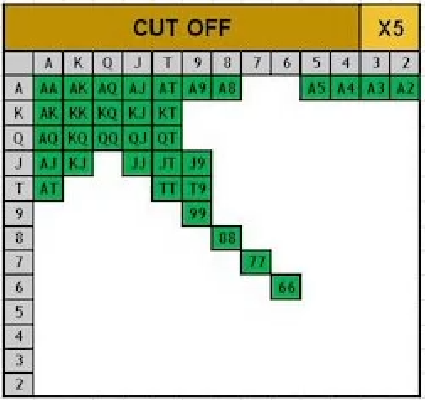 CUT OFF X5
A K Q J T 9 8 7 6 5 4 3 2
A AA AK AQ AJ AT A9 A8 A5 A4 A3 A2
K AK KK KQ KJ KT
Q AQ KQ QQ QJ QT
J AJ KJ JJ JT J9
T AT TT T9
9 99
8 88
7 77
6 66
5
4
3
2